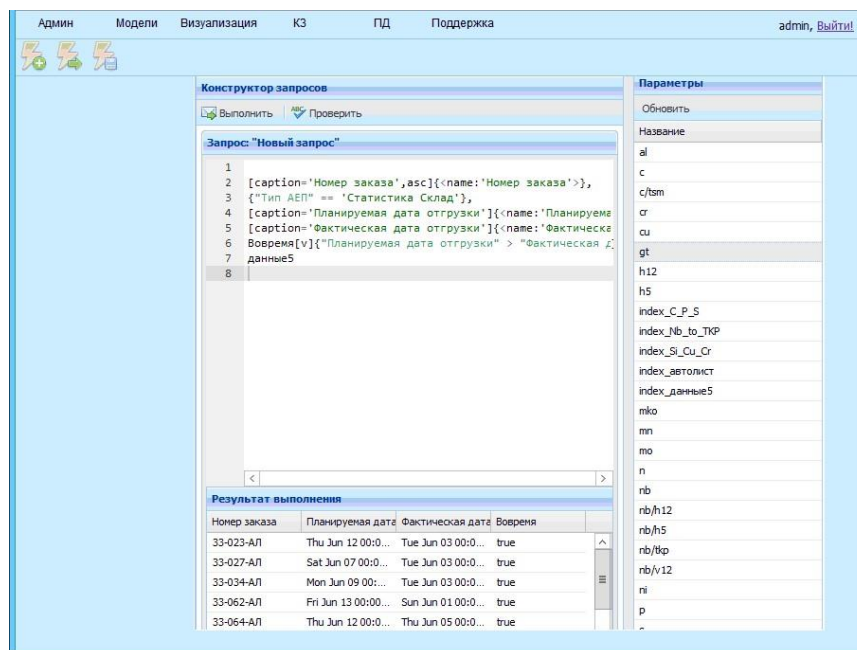 Админ Модели Визуализация КЗ ПД Поддержка admin, Выйти!
Конструктор запросов
Выполнить Проверить
Запрос: "Новый запрос"
1
2 [caption='Номер заказа',asc]{<name:'Номер заказа'>},
3 {"Тип АЕП" == 'Статистика Склад'},
4 [caption='Планируемая дата отгрузки']{<name:'Планируема
5 [caption='Фактическая дата отгрузки']{<name:'Фактическа
6 Вовремя[v]{"Планируемая дата отгрузки" > "Фактическая
7 данные5
8
Результат выполнения
Номер заказа Планируемая дата Фактическая дата Вовремя
33-023-АЛ Thu Jun 12 00:0... Tue Jun 03 00:0... true
33-027-АЛ Sat Jun 07 00:0... Tue Jun 03 00:0... true
33-034-АЛ Mon Jun 09 00:... Tue Jun 03 00:0... true
33-062-АЛ Fri Jun 13 00:00... Sun Jun 01 00:0... true
33-064-АЛ Thu Jun 12 00:0... Thu Jun 05 00:0... true
Параметры
Обновить
Название
al
c
c/tsm
cr
cu
gt
h12
h5
index_C_P_S
index_Nb_to_TKP
index_Si_Cu_Cr
index_автолист
index_данные5
mko
mn
mo
n
nb
nb/h12
nb/h5
nb/tkp
nb/v12
ni
p